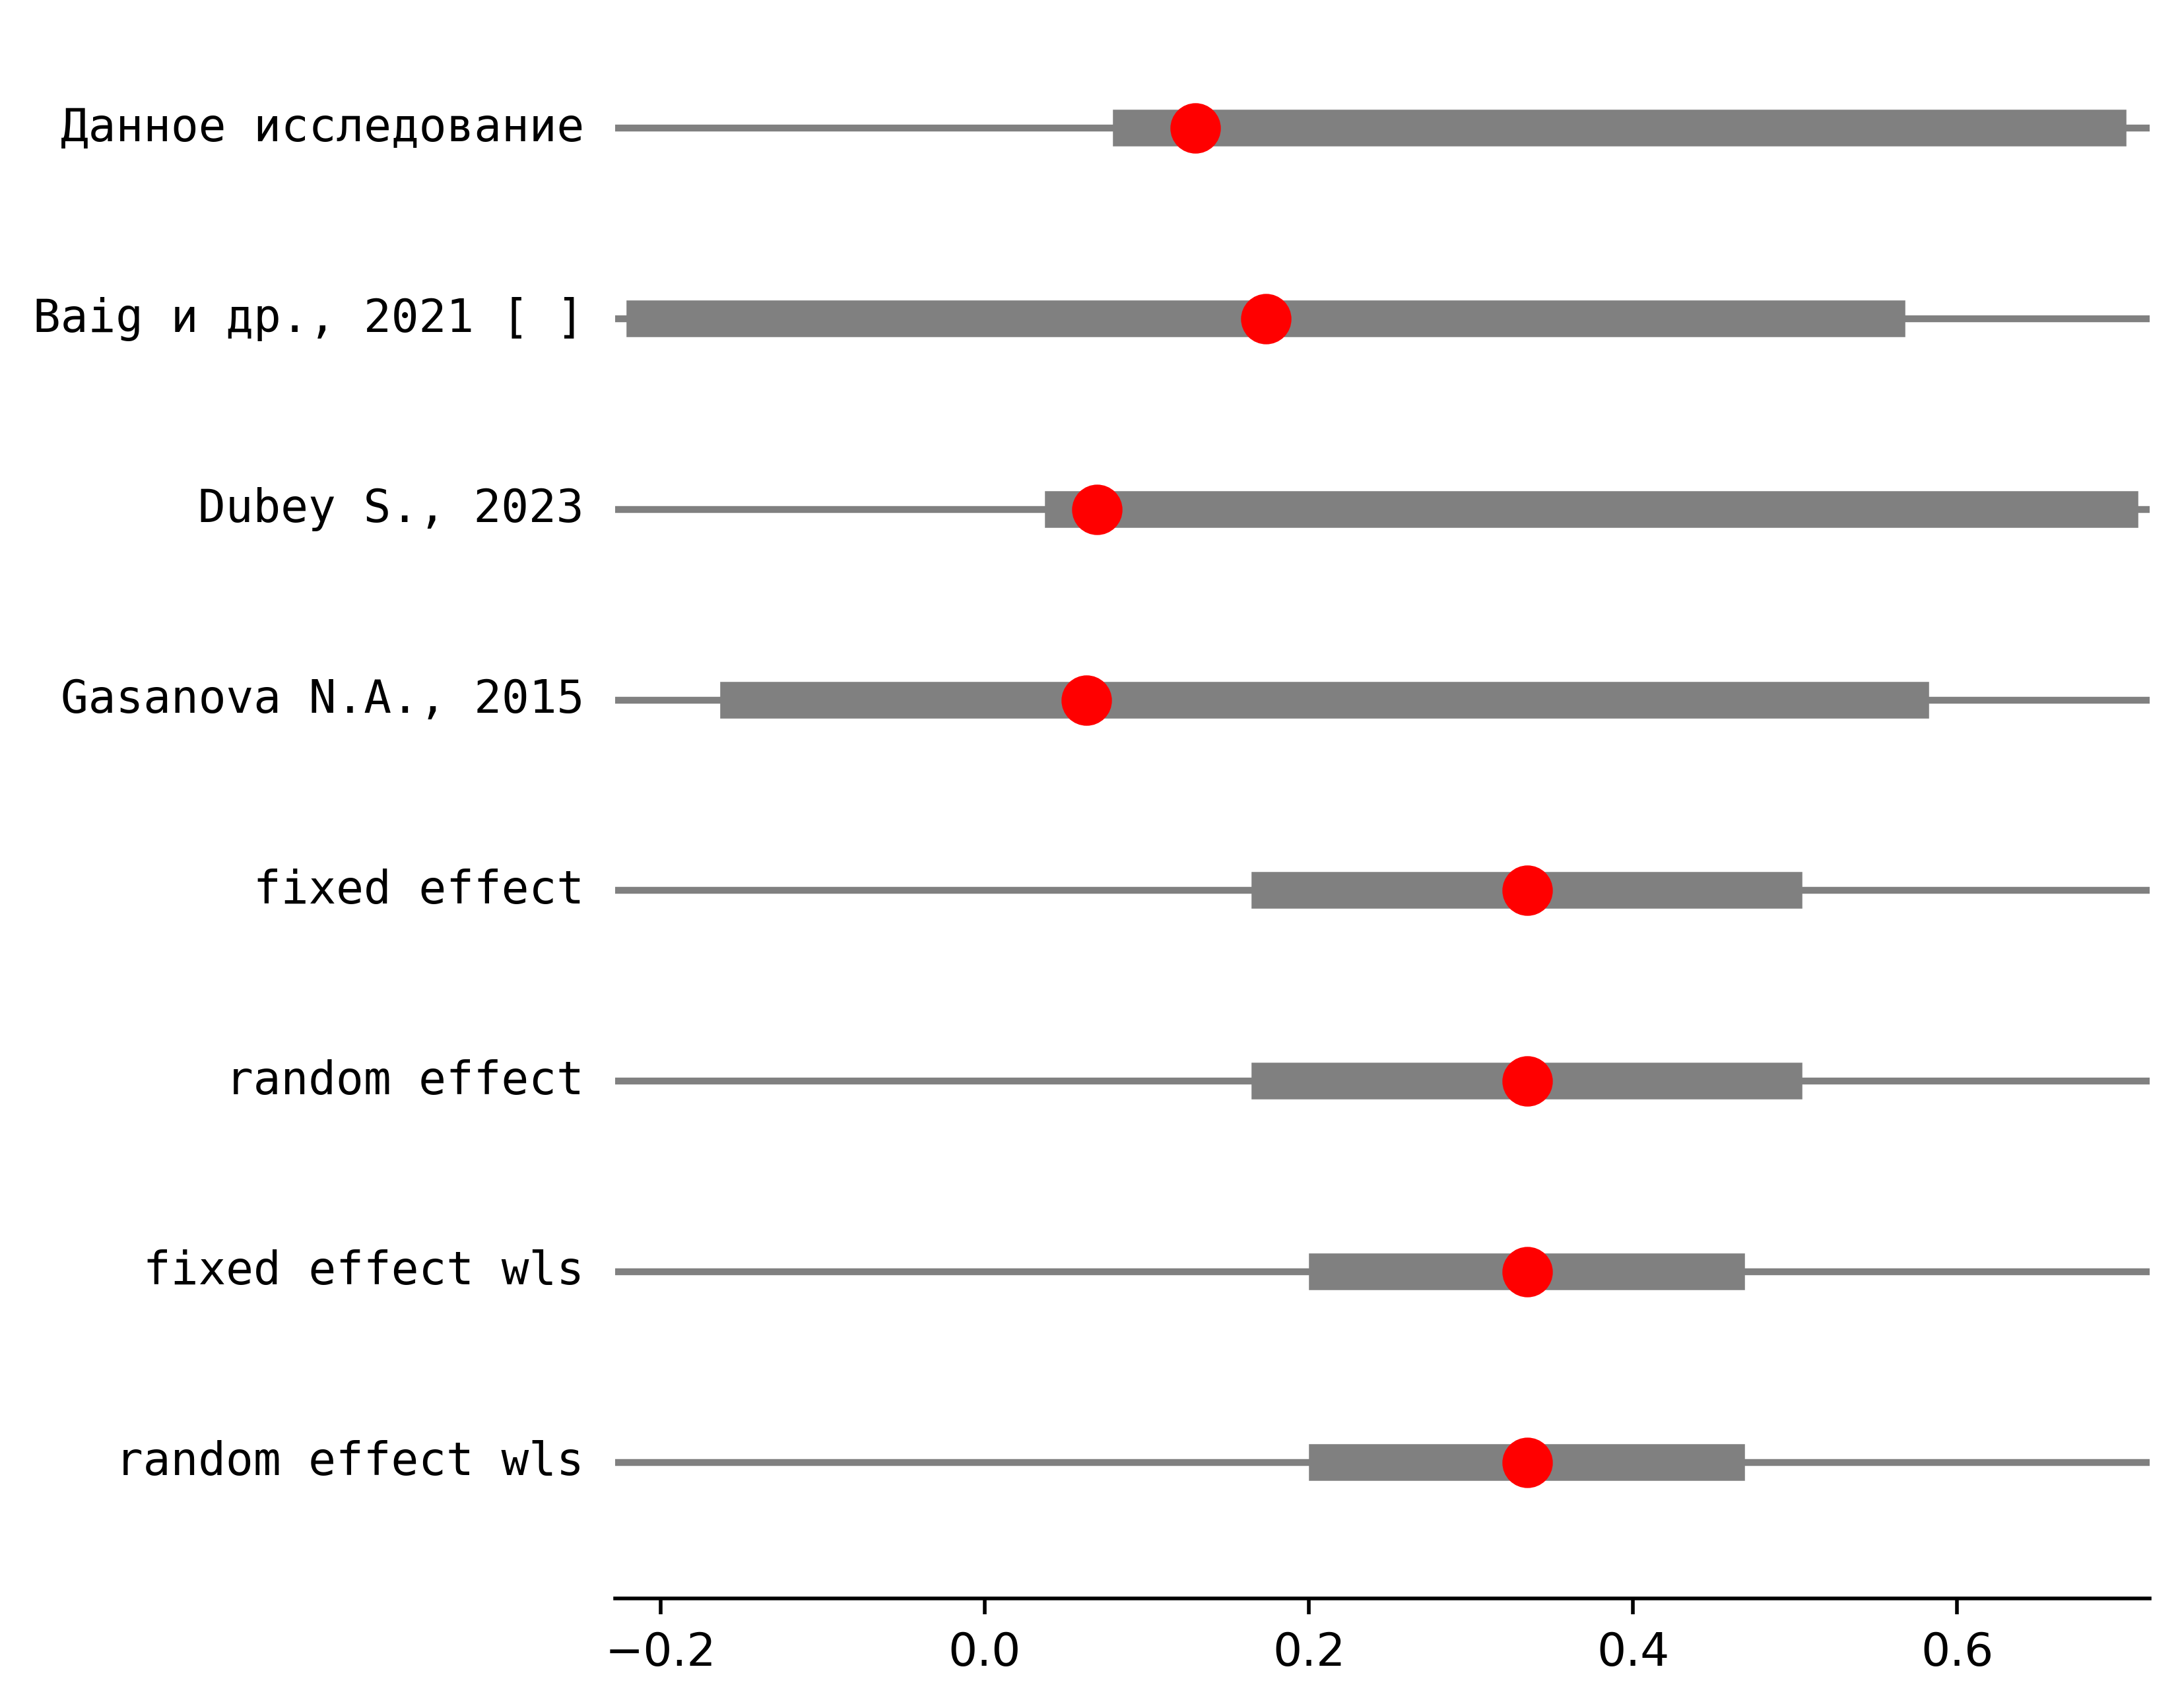 Данное исследование
Baig и др., 2021 [ ]
Dubey S., 2023
Gasanova N.A., 2015
fixed effect
random effect
fixed effect wls
random effect wls
−0.2 0.0 0.2 0.4 0.6